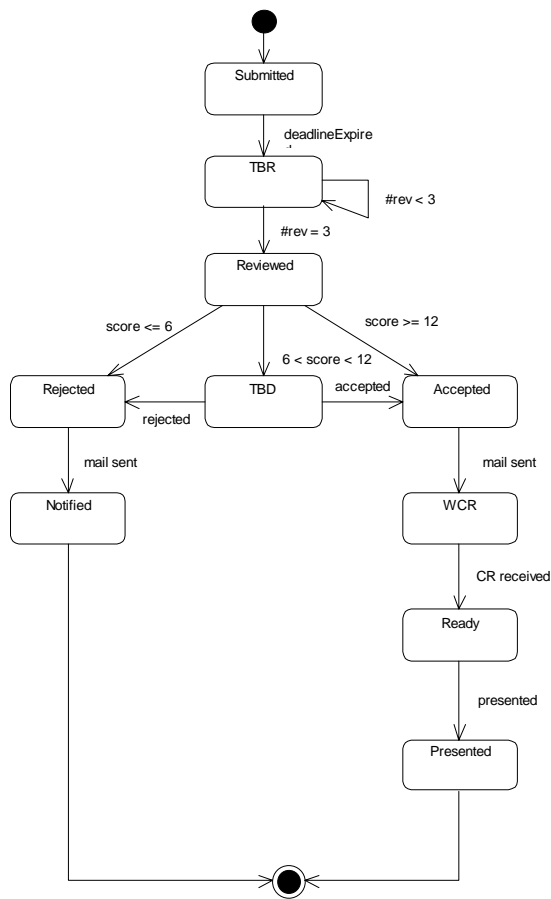 Submitted
deadlineExpire
TBR
#rev < 3
#rev = 3
Reviewed
score <= 6
score >= 12
6 < score < 12
Rejected
TBD
accepted
Accepted
rejected
mail sent
mail sent
Notified
WCR
CR received
Ready
presented
Presented